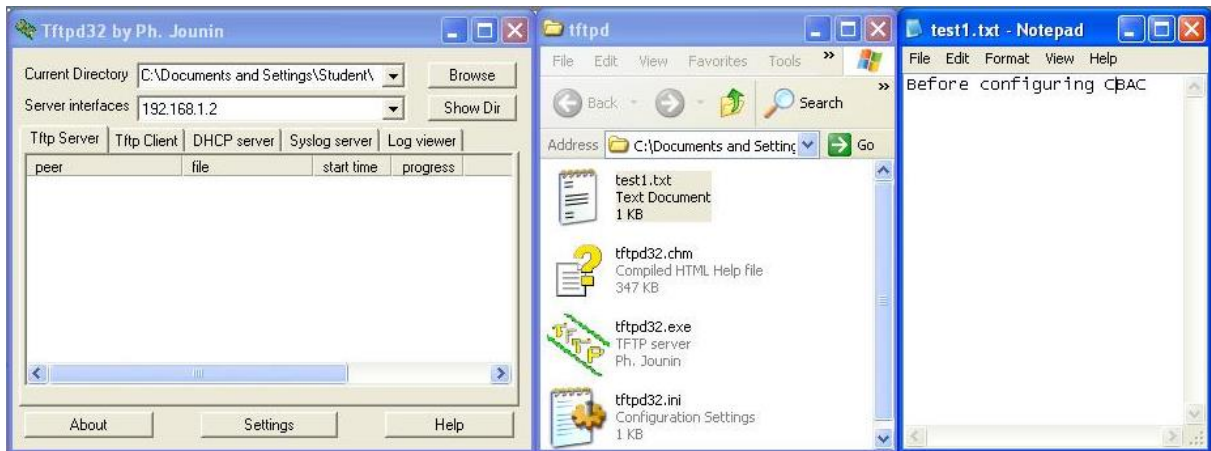 Tftpd32 by Ph. Jounin
Current Directory C:\Documents and Settings\Student\ Browse
Server interfaces 192.168.1.2 Show Dir
Tftp Server Tftp Client DHCP server Syslog server Log viewer
peer file start time progress
About Settings Help
tftpd
File Edit View Favorites Tools »
Back Search »
Address C:\Documents and Setting Go
test1.txt
Text Document
1 KB
tftpd32.chm
Compiled HTML Help file
347 KB
TFTP
tftpd32.exe
TFTP server
Ph. Jounin
tftpd32.ini
Configuration Settings
1 KB
test1.txt - Notepad
File Edit Format View Help
Before configuring CBAC